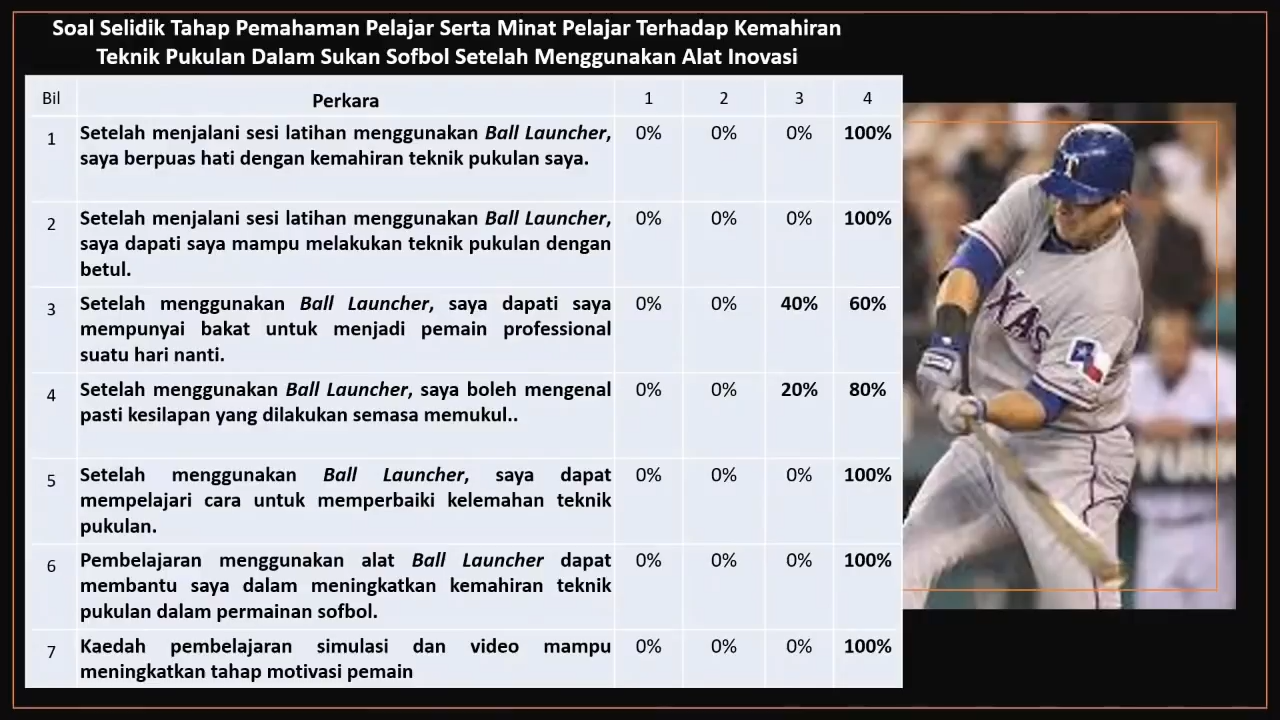 Soal Selidik Tahap Pemahaman Pelajar Serta Minat Pelajar Terhadap Kemahiran
Teknik Pukulan Dalam Sukan Sofbol Setelah Menggunakan Alat Inovasi
Bil Perkara 1 2 3 4
1 Setelah menjalani sesi latihan menggunakan Ball Launcher, 0% 0% 0% 100%
saya berpuas hati dengan kemahiran teknik pukulan saya.
2 Setelah menjalani sesi latihan menggunakan Ball Launcher, 0% 0% 0% 100%
saya dapati saya mampu melakukan teknik pukulan dengan
betul.
3 Setelah menggunakan Ball Launcher, saya dapati saya 0% 0% 40% 60%
mempunyai bakat untuk menjadi pemain professional
suatu hari nanti.
4 Setelah menggunakan Ball Launcher, saya boleh mengenal 0% 0% 20% 80%
pasti kesilapan yang dilakukan semasa memukul..
5 Setelah menggunakan Ball Launcher, saya dapat 0% 0% 0% 100%
mempelajari cara untuk memperbaiki kelemahan teknik
pukulan.
6 Pembelajaran menggunakan alat Ball Launcher dapat 0% 0% 0% 100%
membantu saya dalam meningkatkan kemahiran teknik
pukulan dalam permainan sofbol.
7 Kaedah pembelajaran simulasi dan video mampu 0% 0% 0% 100%
meningkatkan tahap motivasi pemain
T
XAS